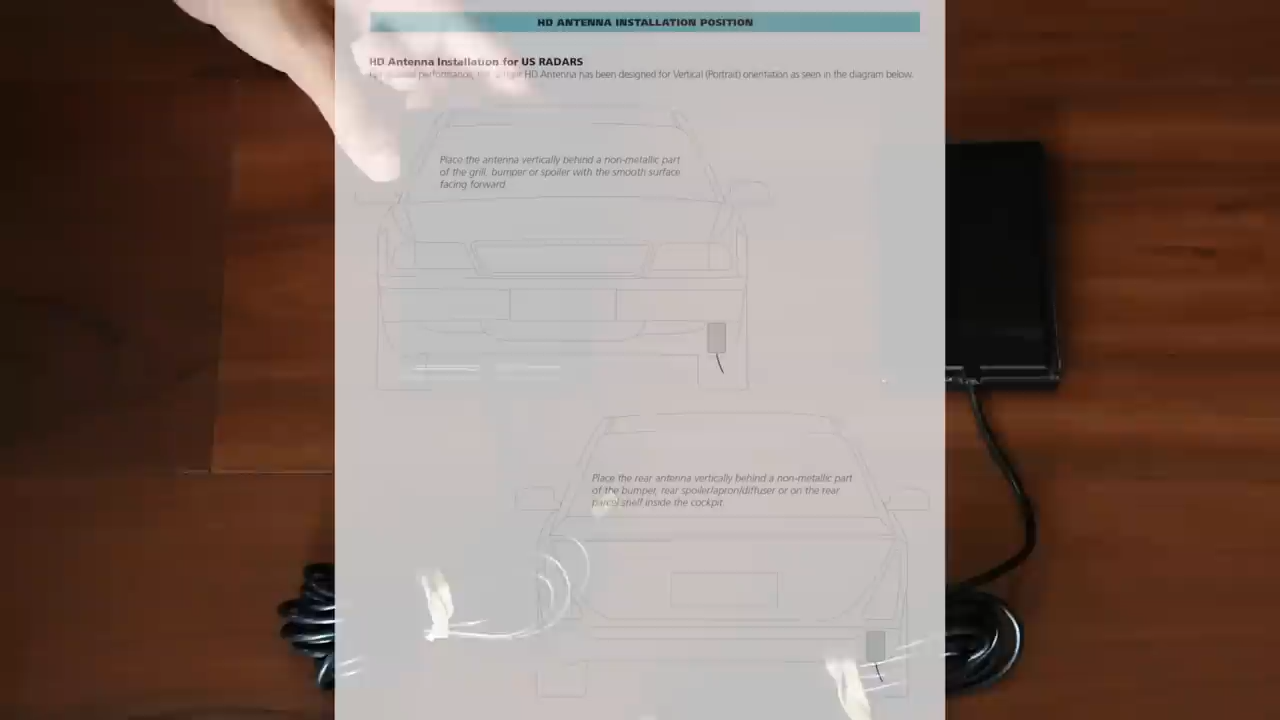 HD ANTENNA INSTALLATION POSITION
HD Antenna Installation for US RADARS
performance, HD Antenna has been designed for Vertical (Portrait) orientation as seen in the diagram below.
Place the antenna vertically behind a non-metallic part
of the grill, bumper or spoiler with the smooth surface
facing forward
Place the rear antenna vertically behind a non-metallic part
of the bumper, rear spoiler/apron/diffuser or on the rear
parcel shelf inside the cockpit